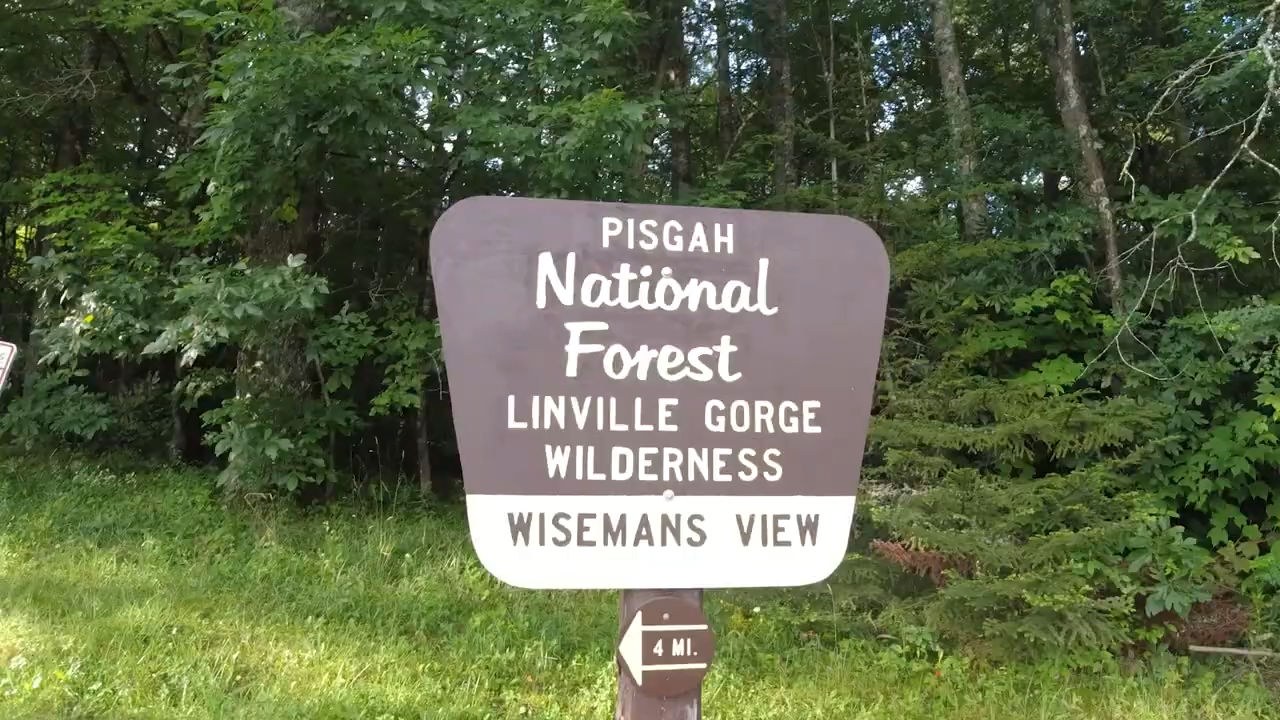 PISGAH
National
Forest
LINVILLE GORGE
WILDERNESS
WISEMANS VIEW
4 MI.